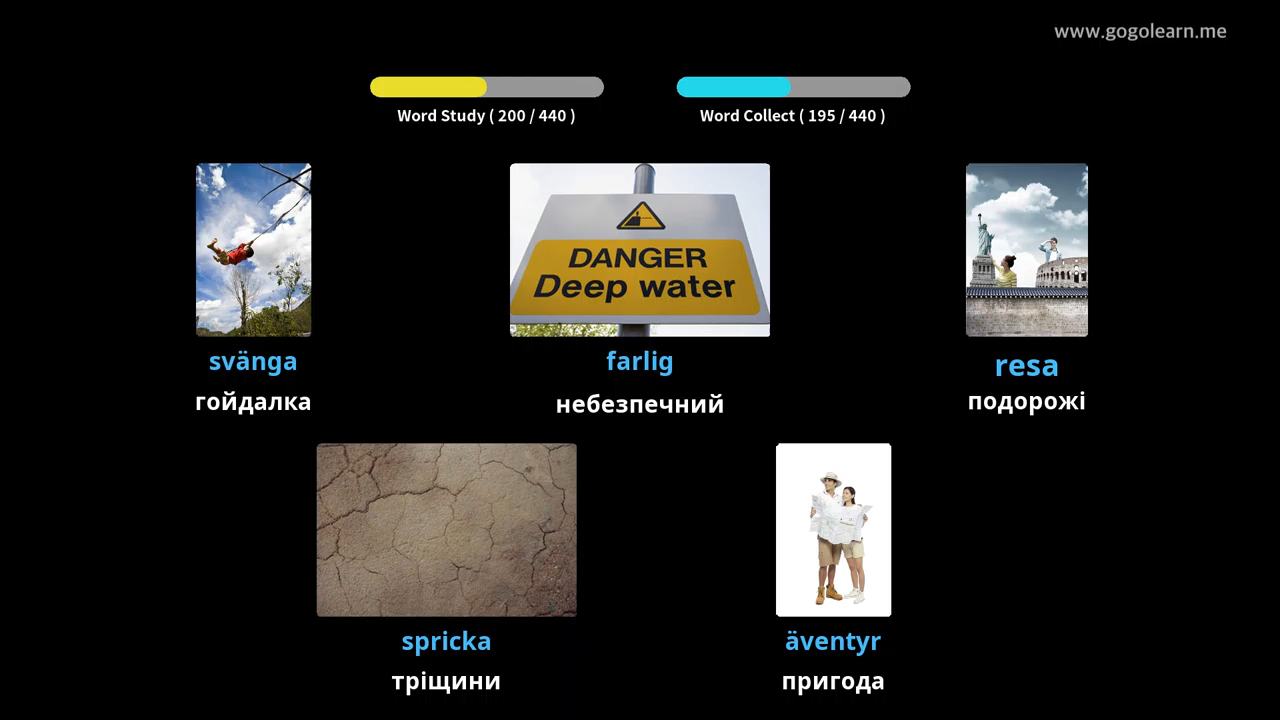 www.gogolearn.me
Word Study ( 200 / 440 )
Word Collect ( 195 / 440 )
DANGER
Deep water
svänga
farlig
resa
гойдалка
небезпечний
подорожі
spricka
äventyr
тріщини
пригода